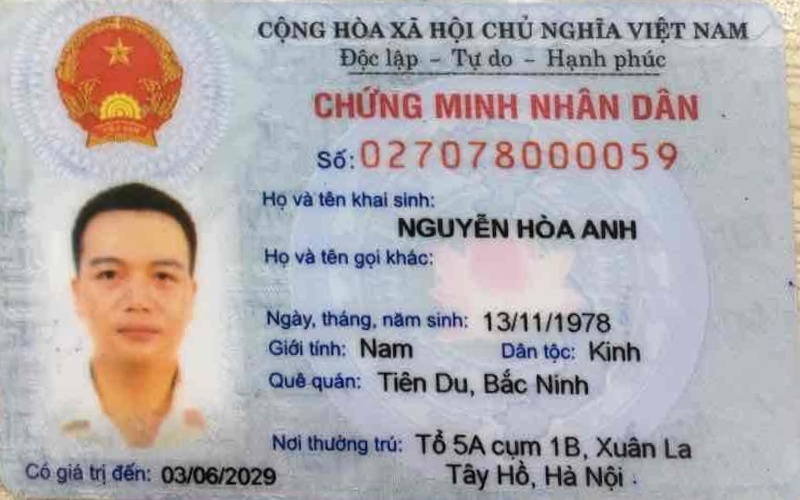 CỘNG HÒA XÃ HỘI CHỦ NGHĨA VIỆT NAM
Độc lập - Tự do - Hạnh phúc
CHỨNG MINH NHÂN DÂN
Số: 027078000059
Họ và tên khai sinh:
NGUYỄN HÒA ANH
Họ và tên gọi khác:
Ngày, tháng, năm sinh: 13/11/1978
Giới tính: Nam Dân tộc: Kinh
Quê quán: Tiên Du, Bắc Ninh
Nơi thường trú: Tổ 5A cụm 1B, Xuân La
Tây Hồ, Hà Nội
Có giá trị đến: 03/06/2029